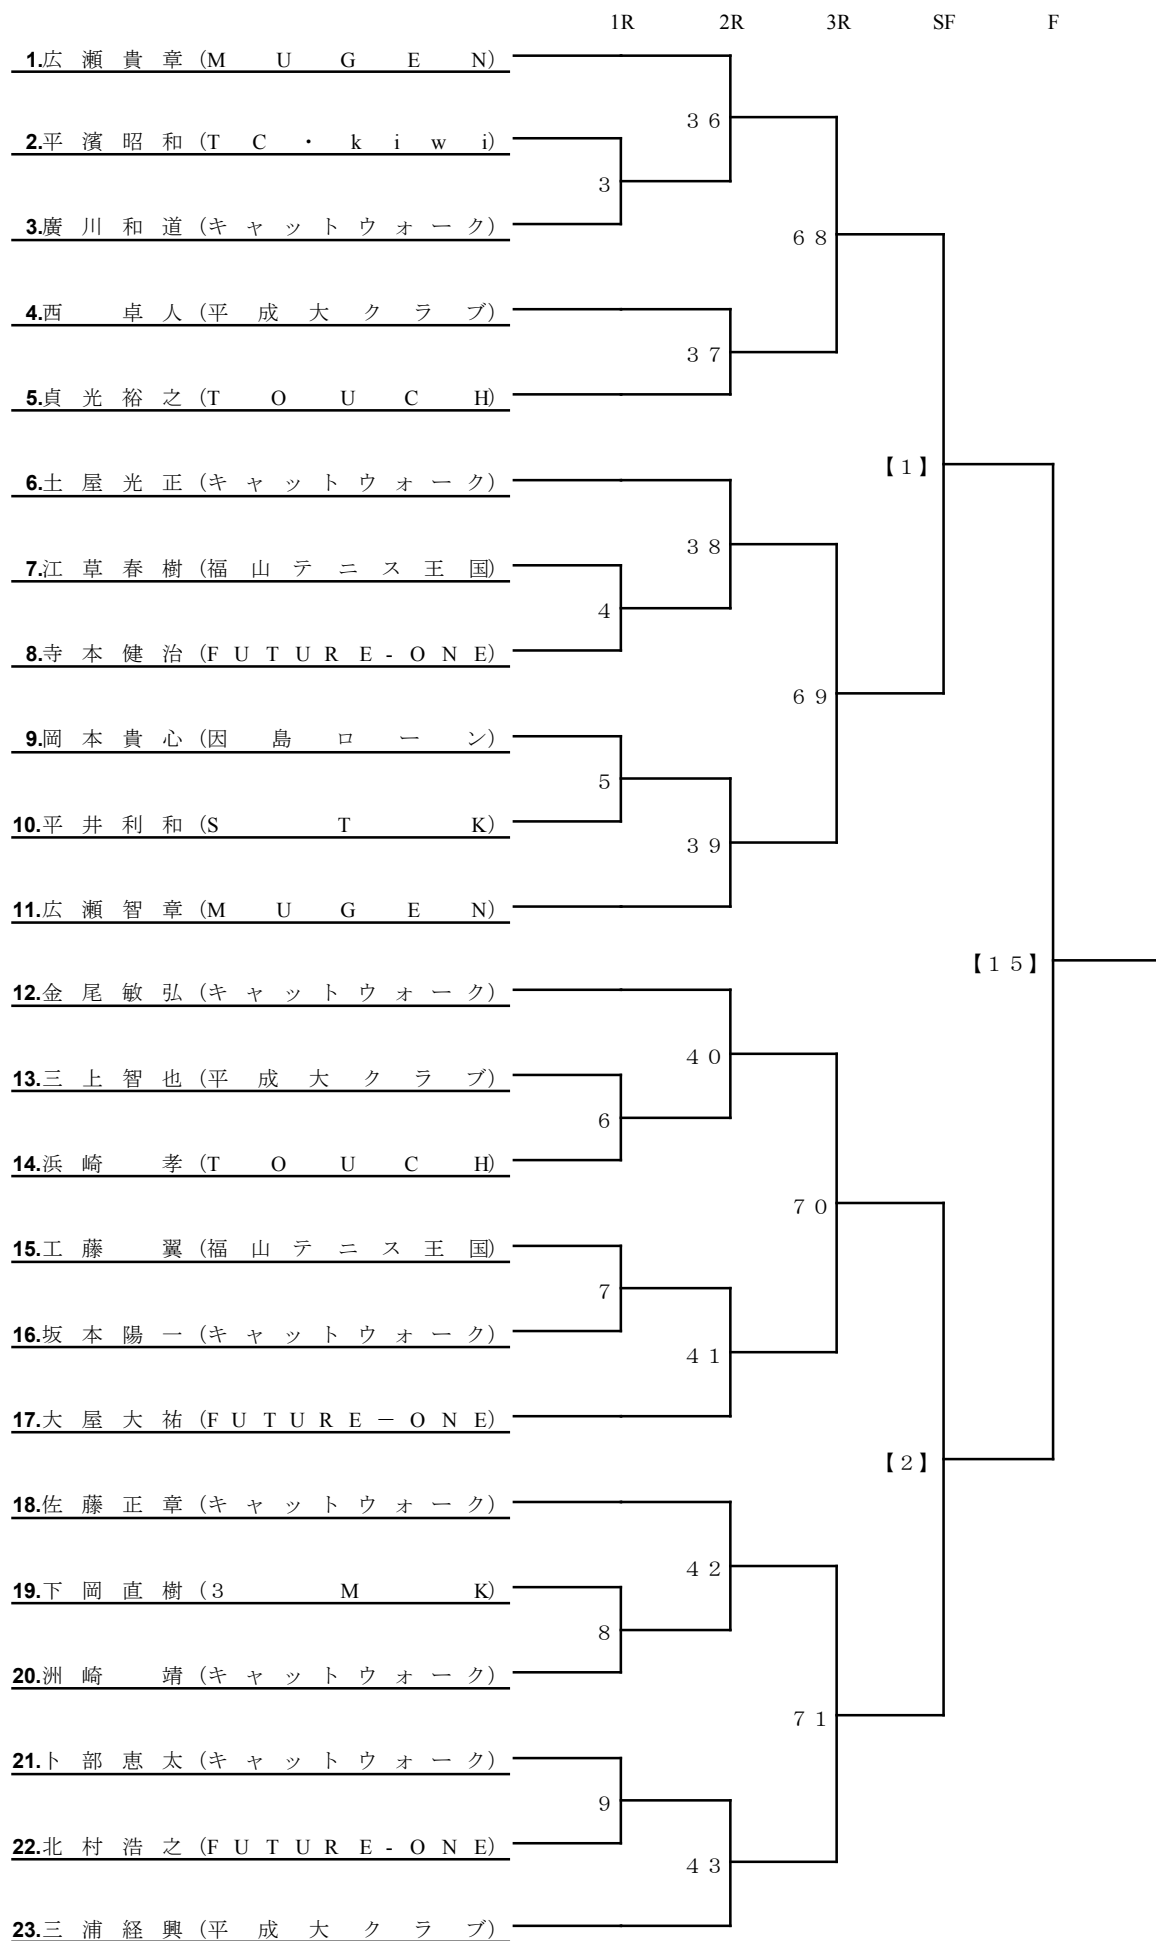 1R 2R 3R SF F
1.広瀬貴章(MUGEN)
36
2.平濱昭和(TC・kiwi)
3
3.廣川和道(キャットウォーク)
68
4.西卓人(平成大クラブ)
37
5.貞光裕之(TOUCH)
【1】
6.土屋光正(キャットウォーク)
38
7.江草春樹(福山テニス王国)
4
8.寺本健治(FUTURE-ONE)
69
9.岡本貴心(因島ローン)
5
10.平井利和(STK)
39
11.広瀬智章(MUGEN)
【15】
12.金尾敏弘(キャットウォーク)
40
13.三上智也(平成大クラブ)
6
14.浜崎孝(TOUCH)
70
15.工藤翼(福山テニス王国)
7
16.坂本陽一(キャットウォーク)
41
17.大屋大祐(FUTURE－ONE)
【2】
18.佐藤正章(キャットウォーク)
42
19.下岡直樹(3MK)
8
20.洲崎靖(キャットウォーク)
71
21.卜部恵太(キャットウォーク)
9
22.北村浩之(FUTURE-ONE)
43
23.三浦経興(平成大クラブ)